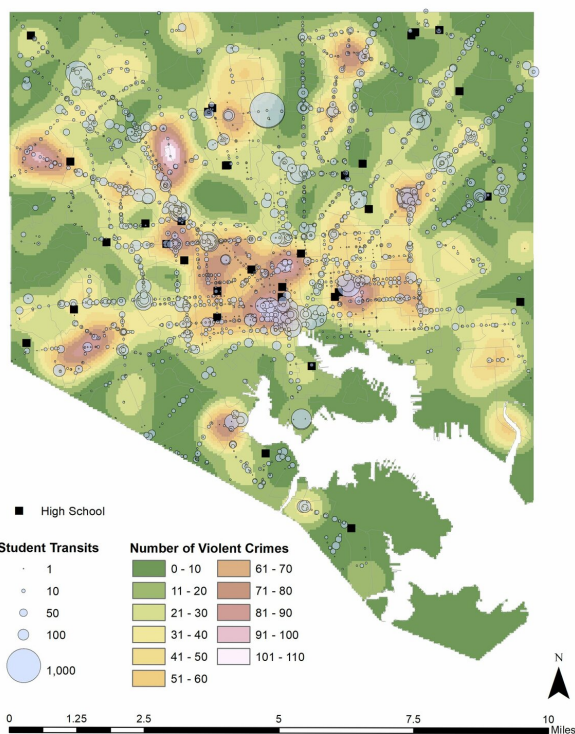 High School
Student Transits
1
10
50
100
1,000
Number of Violent Crimes
0 - 10
11 - 20
21 - 30
31 - 40
41 - 50
51 - 60
61 - 70
71 - 80
81 - 90
91 - 100
101 - 110
N
0 1.25 2.5 5 7.5 10
Miles